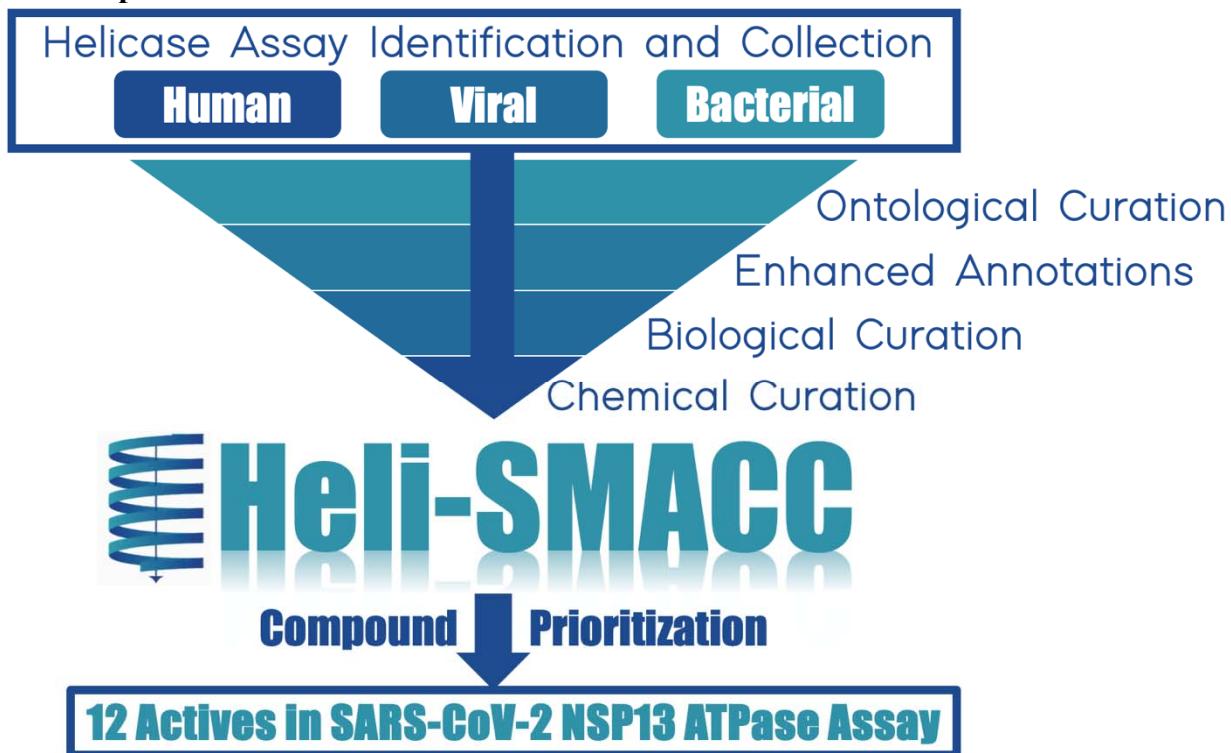 Helicase Assay Identification and Collection
Human Viral Bacterial
Ontological Curation
Enhanced Annotations
Biological Curation
Chemical Curation
Heli-SMACC
Compound Prioritization
12 Actives in SARS-CoV-2 NSP13 ATPase Assay